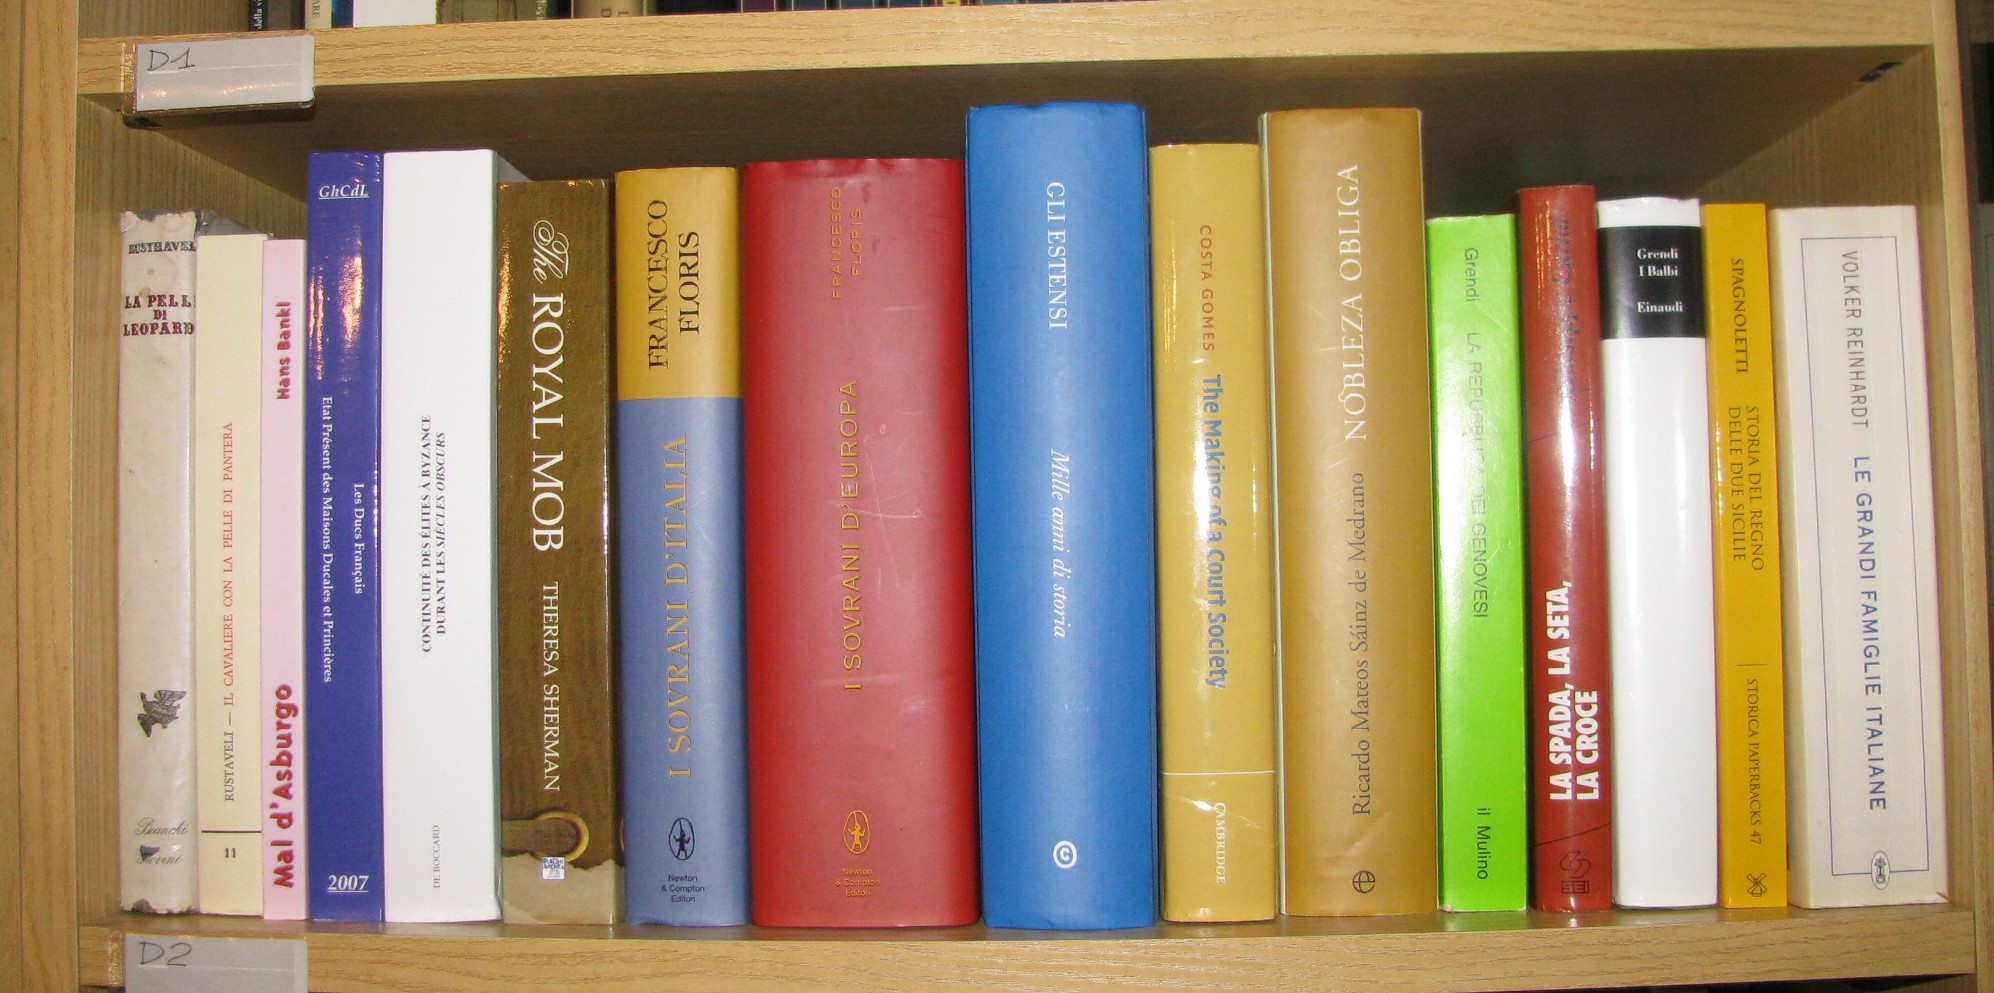 D1
RUSTHAVELI
LA PELLE
DI
LEOPARDO
Bianchi
Giovini
RUSTAVELI — IL CAVALIERE CON LA PELLE DI PANTERA
11
Hans Bankl
Mal d'Asburgo
GhCdL
Les Ducs Français
Etat Présent des Maisons Ducales et Princières
2007
CONTINUITÉ DES ÉLITES À BYZANCE
DURANT LES SIÈCLES OBSCURS
DE BOCCARD
The ROYAL MOB THERESA SHERMAN
FRANCESCO
FLORIS
I SOVRANI D'ITALIA
Newton
& Compton
Editori
FRANCESCO
FLORIS
I SOVRANI D'EUROPA
Newton
& Compton
Editori
GLI ESTENSI Mille anni di storia
COSTA GOMES The Making of a Court Society
CAMBRIDGE
NOBLEZA OBLIGA
Ricardo Mateos Sáinz de Medrano
Grendi LA REPUBBLICA DEI GENOVESI
il Mulino
LA SPADA, LA SETA,
LA CROCE
SEI
Grendi
I Balbi
Einaudi
SPAGNOLETTI
STORIA DEL REGNO
DELLE DUE SICILIE
STORICA PAPERBACKS 47
VOLKER REINHARDT LE GRANDI FAMIGLIE ITALIANE
D2